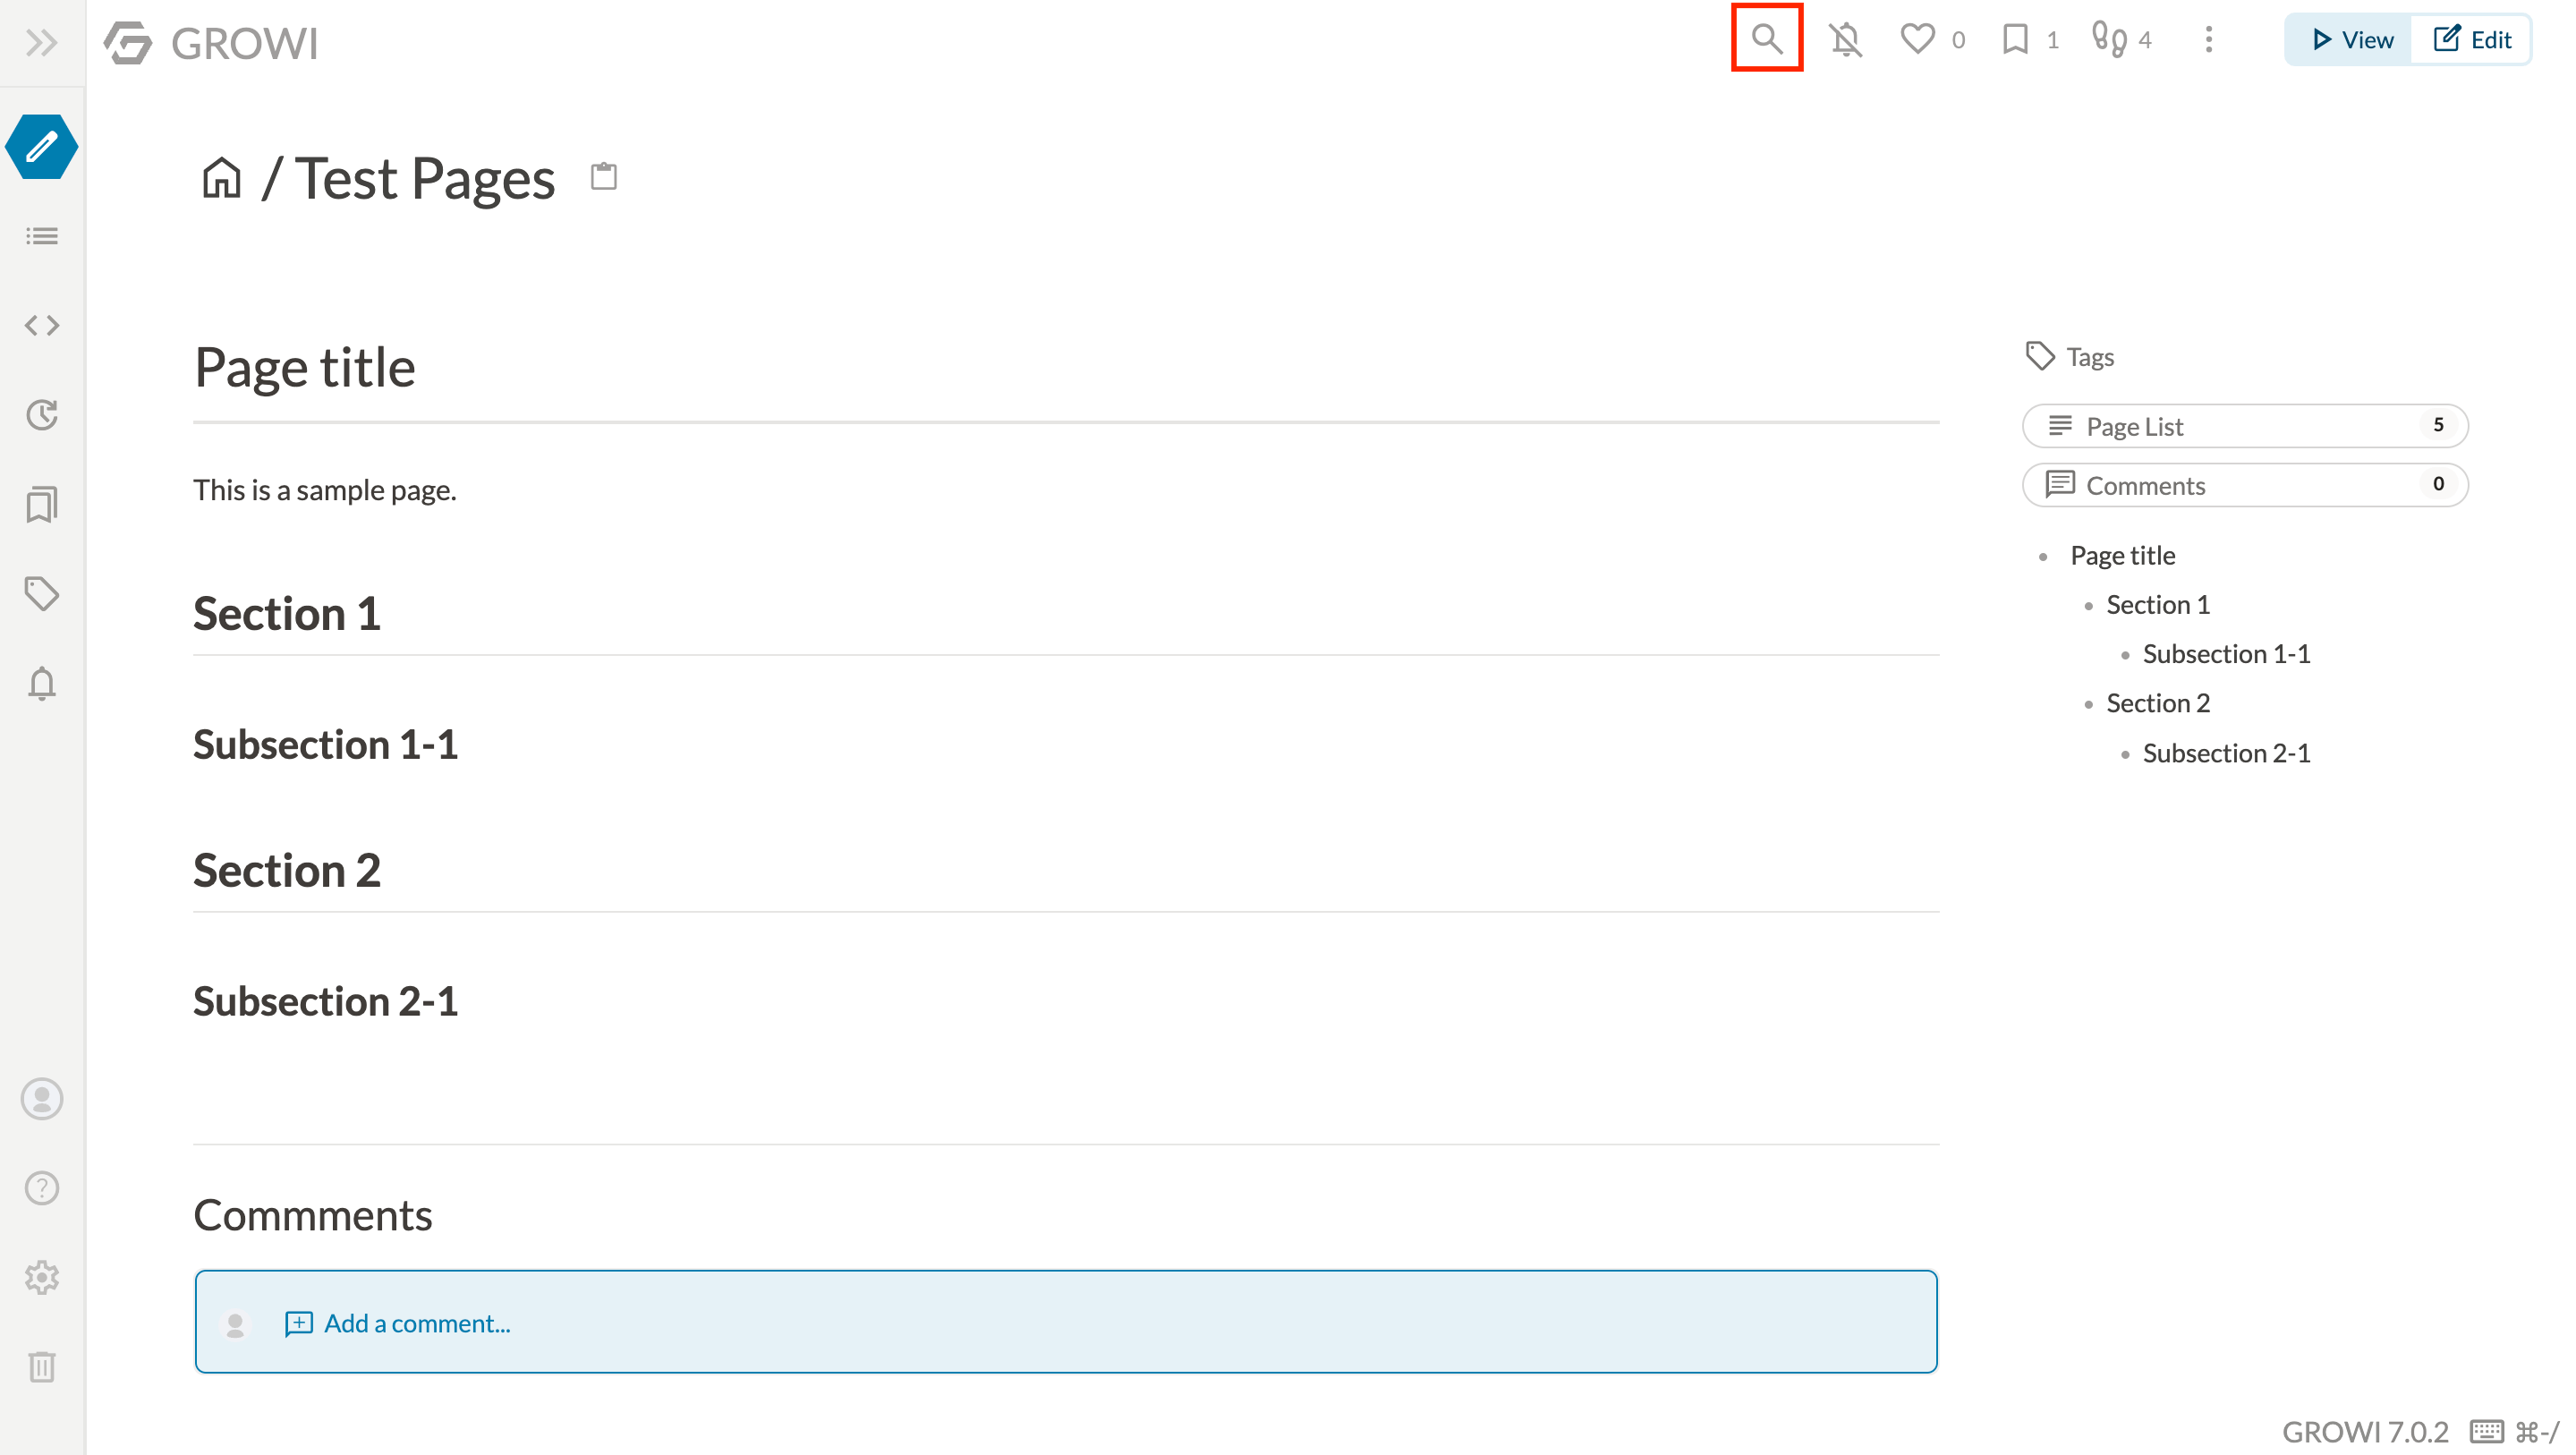 GROWI
0
1
4
View
Edit
/ Test Pages
Page title
This is a sample page.
Section 1
Subsection 1-1
Section 2
Subsection 2-1
Commments
Add a comment...
Tags
Page List 5
Comments 0
Page title
Section 1
Subsection 1-1
Section 2
Subsection 2-1
GROWI 7.0.2 ⌘-/